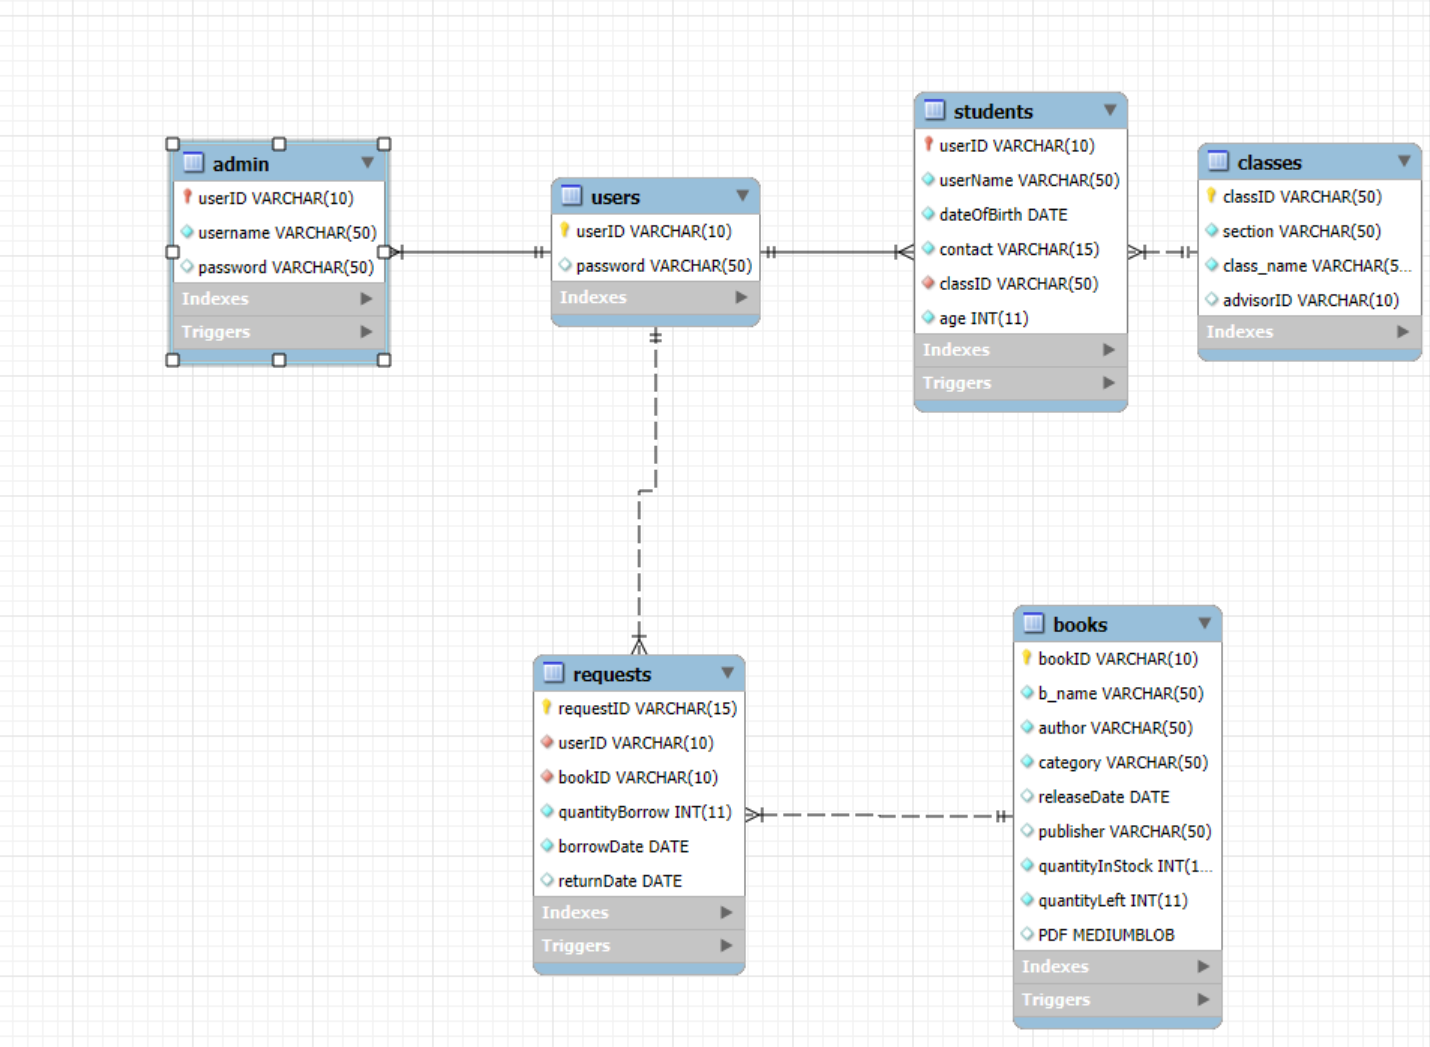 admin
userID VARCHAR(10)
username VARCHAR(50)
password VARCHAR(50)
Indexes
Triggers
users
userID VARCHAR(10)
password VARCHAR(50)
Indexes
students
userID VARCHAR(10)
userName VARCHAR(50)
dateOfBirth DATE
contact VARCHAR(15)
classID VARCHAR(50)
age INT(11)
Indexes
Triggers
classes
classID VARCHAR(50)
section VARCHAR(50)
class_name VARCHAR(5...
advisorID VARCHAR(10)
Indexes
requests
requestID VARCHAR(15)
userID VARCHAR(10)
bookID VARCHAR(10)
quantityBorrow INT(11)
borrowDate DATE
returnDate DATE
Indexes
Triggers
books
bookID VARCHAR(10)
b_name VARCHAR(50)
author VARCHAR(50)
category VARCHAR(50)
releaseDate DATE
publisher VARCHAR(50)
quantityInStock INT(1...
quantityLeft INT(11)
PDF MEDIUMBLOB
Indexes
Triggers